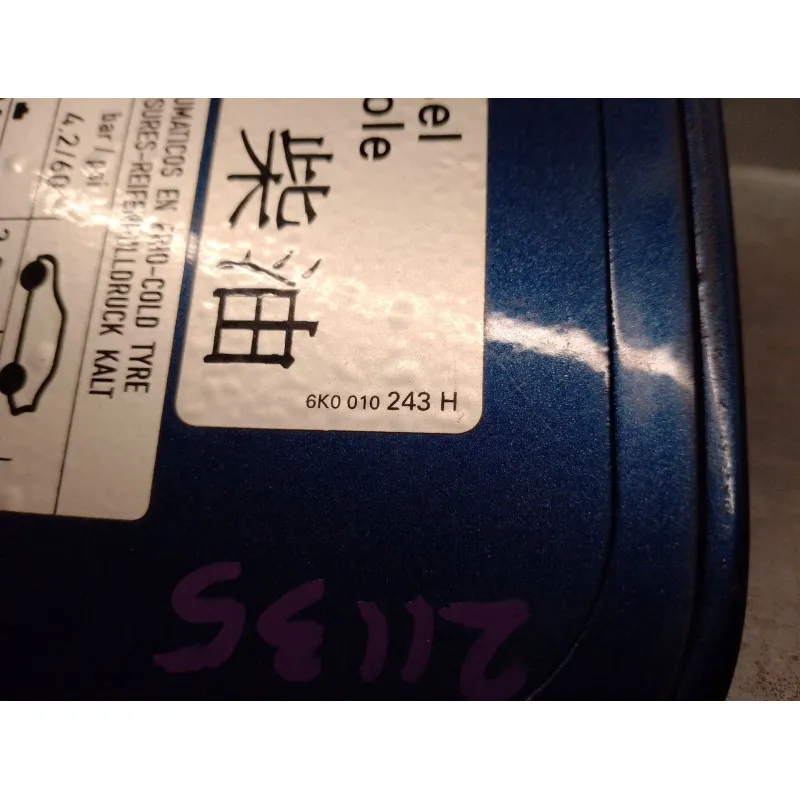 el
ole
柴油
6K0 010 243 H
UMATICOS EN FRIO-COLD TYRE
SURES-REIFENFÜLLDRUCK KALT
bar / psi
4.2/60
21135